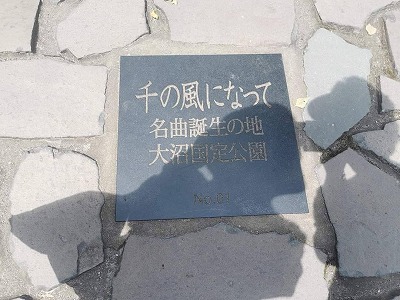 千の風になって
名曲誕生の地
大沼国定公園